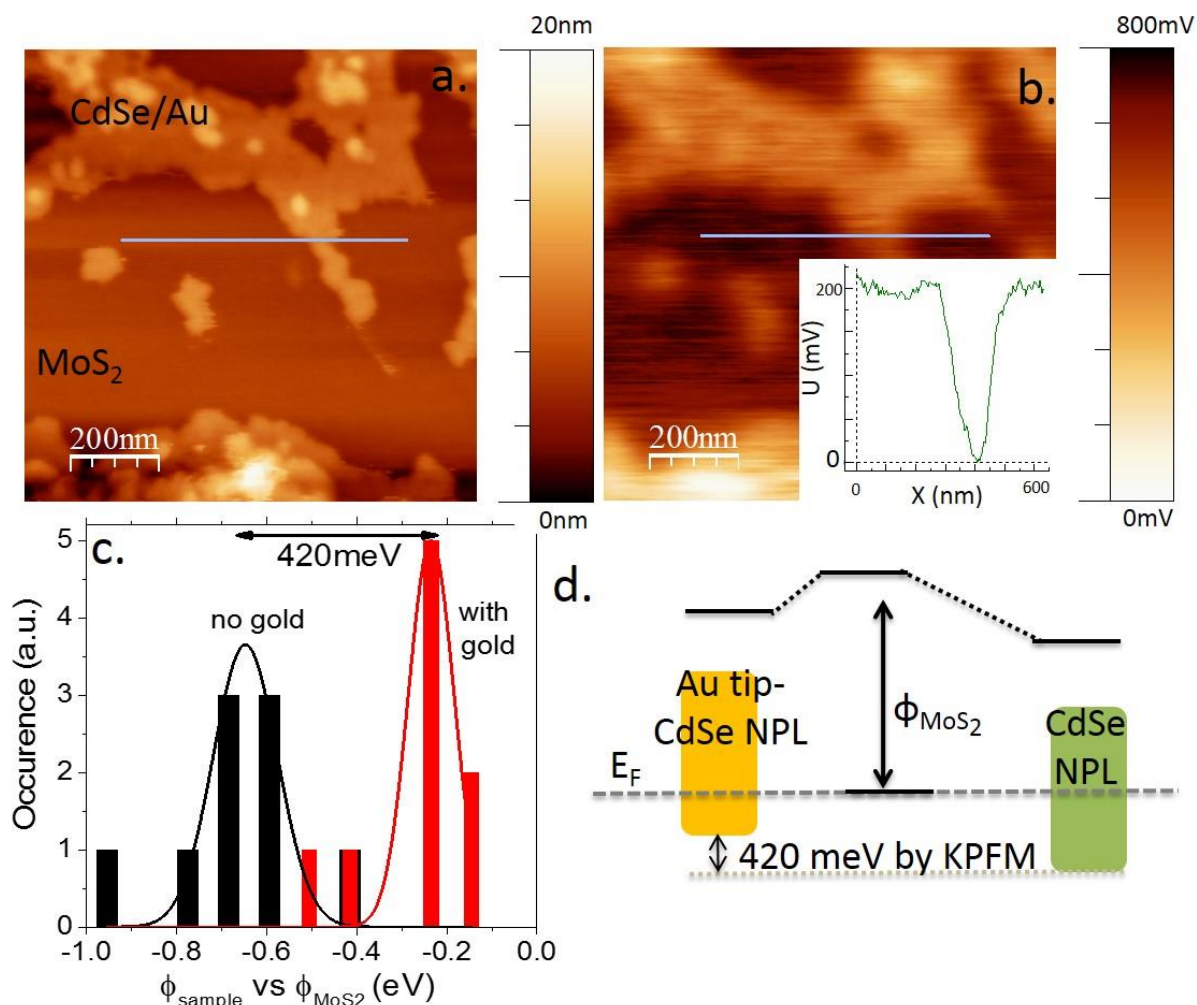 20nm
a.
CdSe/Au
MoS₂
200nm
0nm
800mV
b.
200nm
200
U (mV)
0
0
X (nm)
600
0mV
c.
420meV
no gold
with
gold
5
4
3
2
1
0
Occurence (a.u.)
-1.0
-0.8
-0.6
-0.4
-0.2
0.0
ϕsample vs ϕMoS2 (eV)
d.
Au tip-
CdSe NPL
ϕMoS₂
CdSe
NPL
EF
420 meV by KPFM